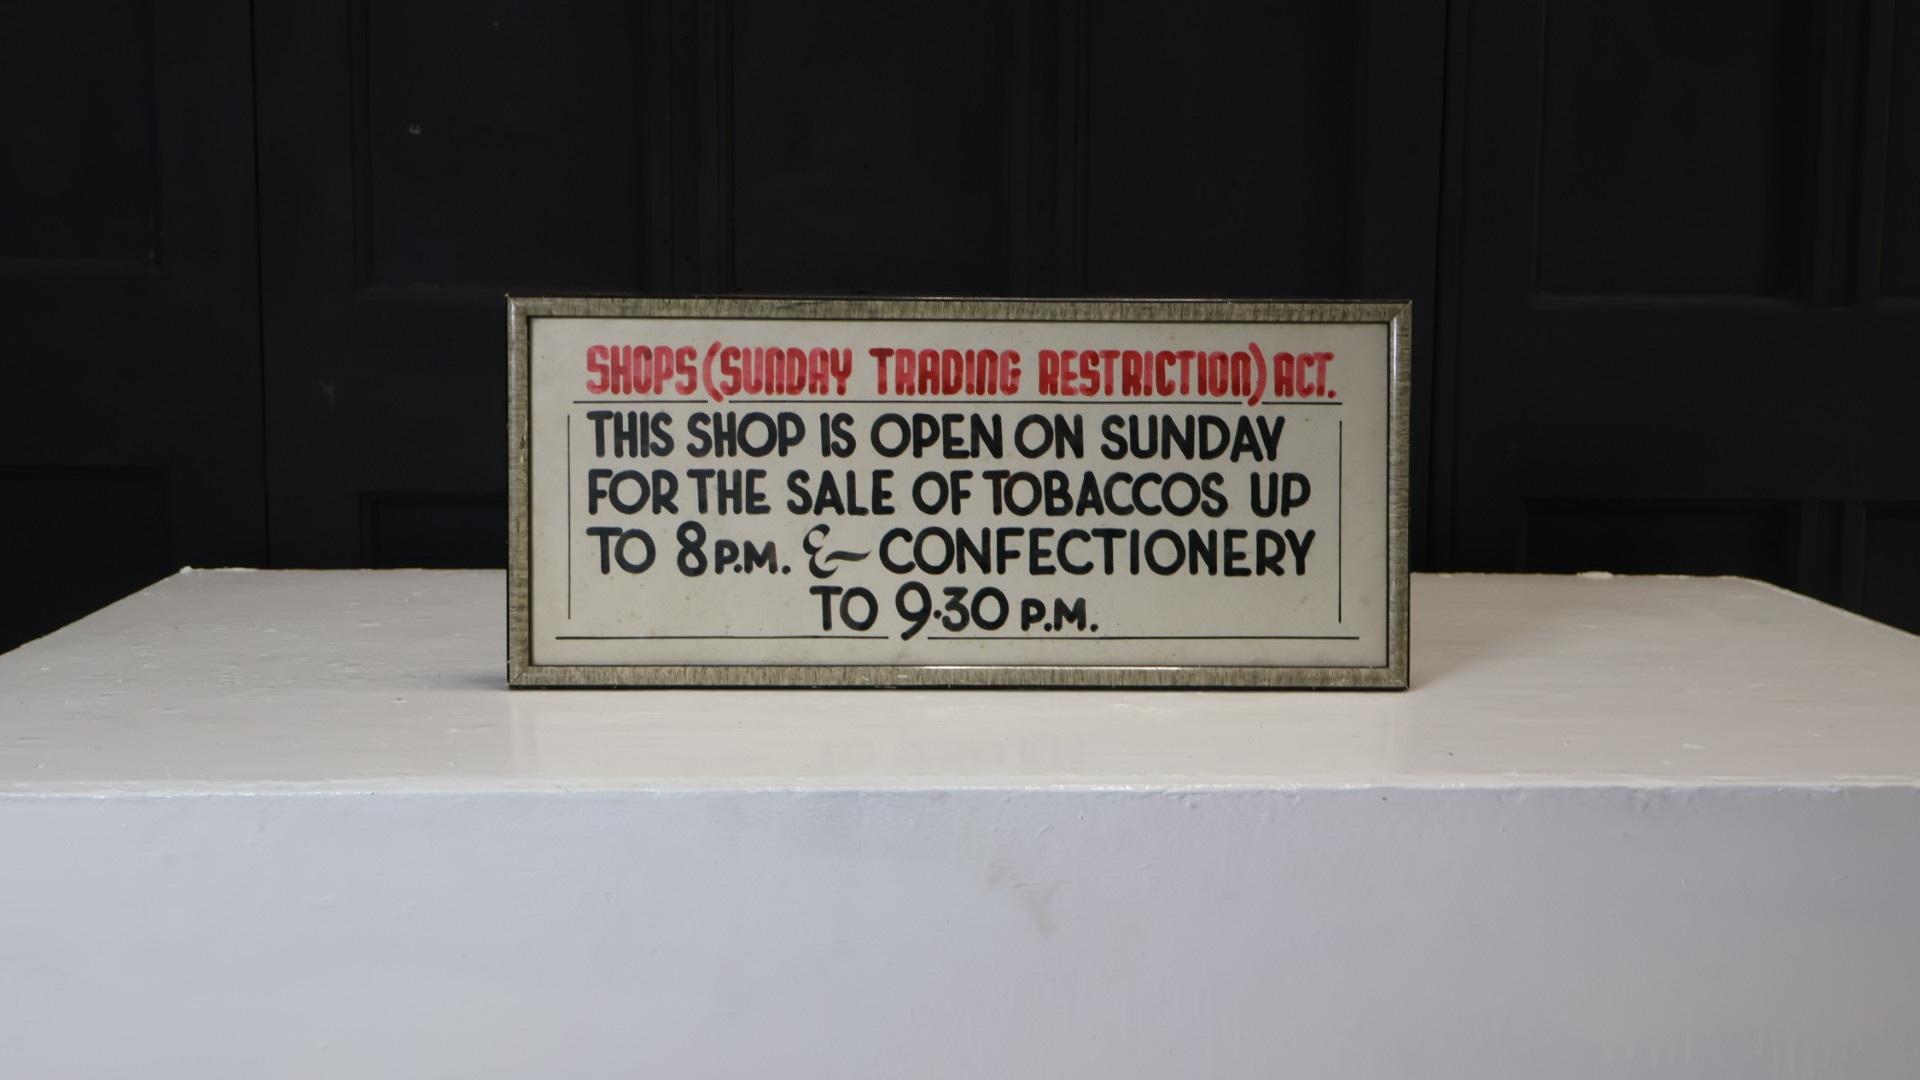 SHOPS (SUNDAY TRADING RESTRICTION) ACT.
THIS SHOP IS OPEN ON SUNDAY
FOR THE SALE OF TOBACCOS UP
TO 8 P.M. & CONFECTIONERY
TO 9·30 P.M.